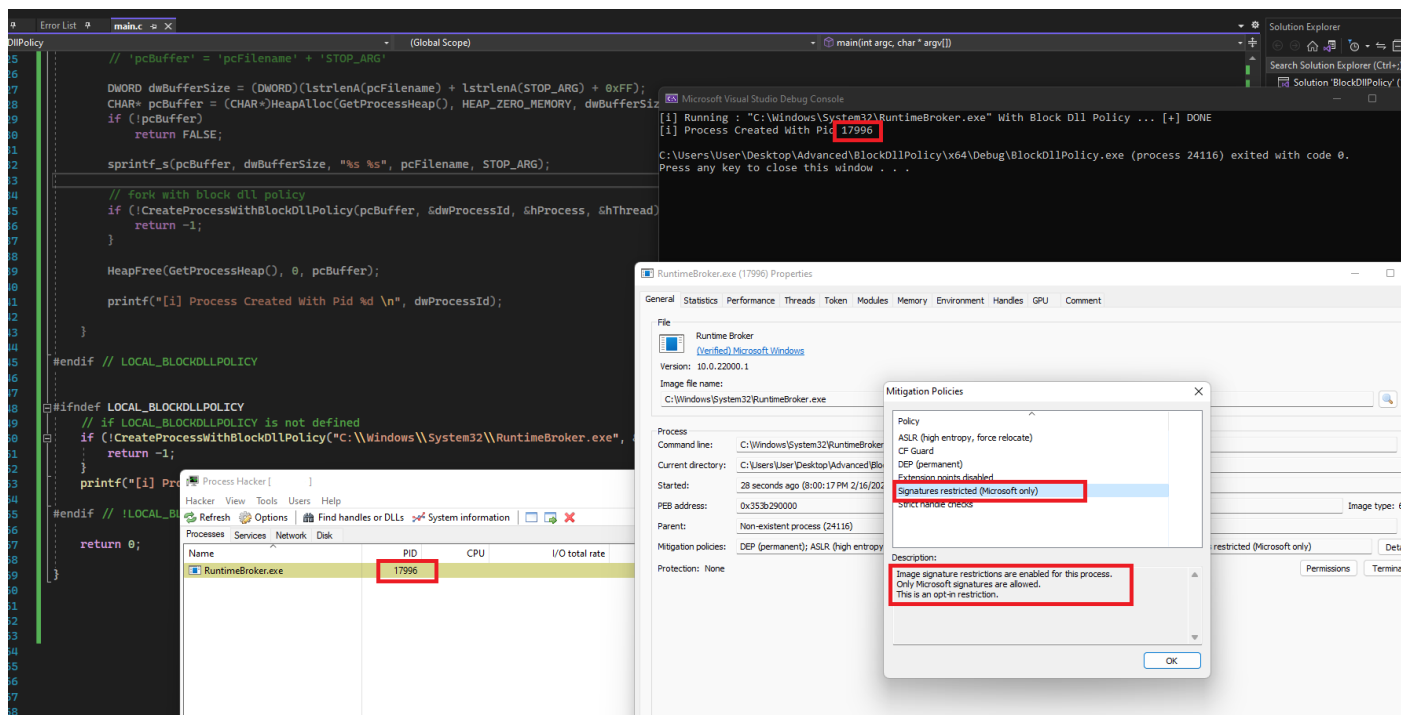 Error List
main.c
DllPolicy
(Global Scope)
main(int argc, char * argv[])
Solution Explorer
Search Solution Explorer (Ctrl+;)
Solution 'BlockDllPolicy' (
// 'pcBuffer' = 'pcFilename' + 'STOP_ARG'
DWORD dwBufferSize = (DWORD)(lstrlenA(pcFilename) + lstrlenA(STOP_ARG) + 0xFF);
CHAR* pcBuffer = (CHAR*)HeapAlloc(GetProcessHeap(), HEAP_ZERO_MEMORY, dwBufferSiz
if (!pcBuffer)
return FALSE;
sprintf_s(pcBuffer, dwBufferSize, "%s %s", pcFilename, STOP_ARG);
// fork with block dll policy
if (!CreateProcessWithBlockDllPolicy(pcBuffer, &dwProcessId, &hProcess, &hThread)
return -1;
}
HeapFree(GetProcessHeap(), 0, pcBuffer);
printf("[i] Process Created With Pid %d \n", dwProcessId);
}
#endif // LOCAL_BLOCKDLLPOLICY
#ifndef LOCAL_BLOCKDLLPOLICY
// if LOCAL_BLOCKDLLPOLICY is not defined
if (!CreateProcessWithBlockDllPolicy("C:\\Windows\\System32\\RuntimeBroker.exe",
return -1;
}
printf("[i] Pro
#endif // !LOCAL_BL
return 0;
}
Microsoft Visual Studio Debug Console
[i] Running : "C:\Windows\System32\RuntimeBroker.exe" With Block Dll Policy ... [+] DONE
[i] Process Created With Pid 17996
C:\Users\User\Desktop\Advanced\BlockDllPolicy\x64\Debug\BlockDllPolicy.exe (process 24116) exited with code 0.
Press any key to close this window . . .
Process Hacker [ ]
Hacker View Tools Users Help
Refresh Options Find handles or DLLs System information
Processes Services Network Disk
Name PID CPU I/O total rate
RuntimeBroker.exe 17996
RuntimeBroker.exe (17996) Properties
General Statistics Performance Threads Token Modules Memory Environment Handles GPU Comment
File
Runtime Broker
(Verified) Microsoft Windows
Version: 10.0.22000.1
Image file name:
C:\Windows\System32\RuntimeBroker.exe
Process
Command line: C:\Windows\System32\RuntimeBroker
Current directory: C:\Users\User\Desktop\Advanced\Blo
Started: 28 seconds ago (8:00:17 PM 2/16/202
PEB address: 0x353b290000
Image type: 6
Parent: Non-existent process (24116)
Mitigation policies: DEP (permanent); ASLR (high entropy
s restricted (Microsoft only)
Deta
Protection: None
Permissions
Termina
Mitigation Policies
Policy
ASLR (high entropy, force relocate)
CF Guard
DEP (permanent)
Extension points disabled
Signatures restricted (Microsoft only)
Strict handle checks
Description:
Image signature restrictions are enabled for this process.
Only Microsoft signatures are allowed.
This is an opt-in restriction.
OK